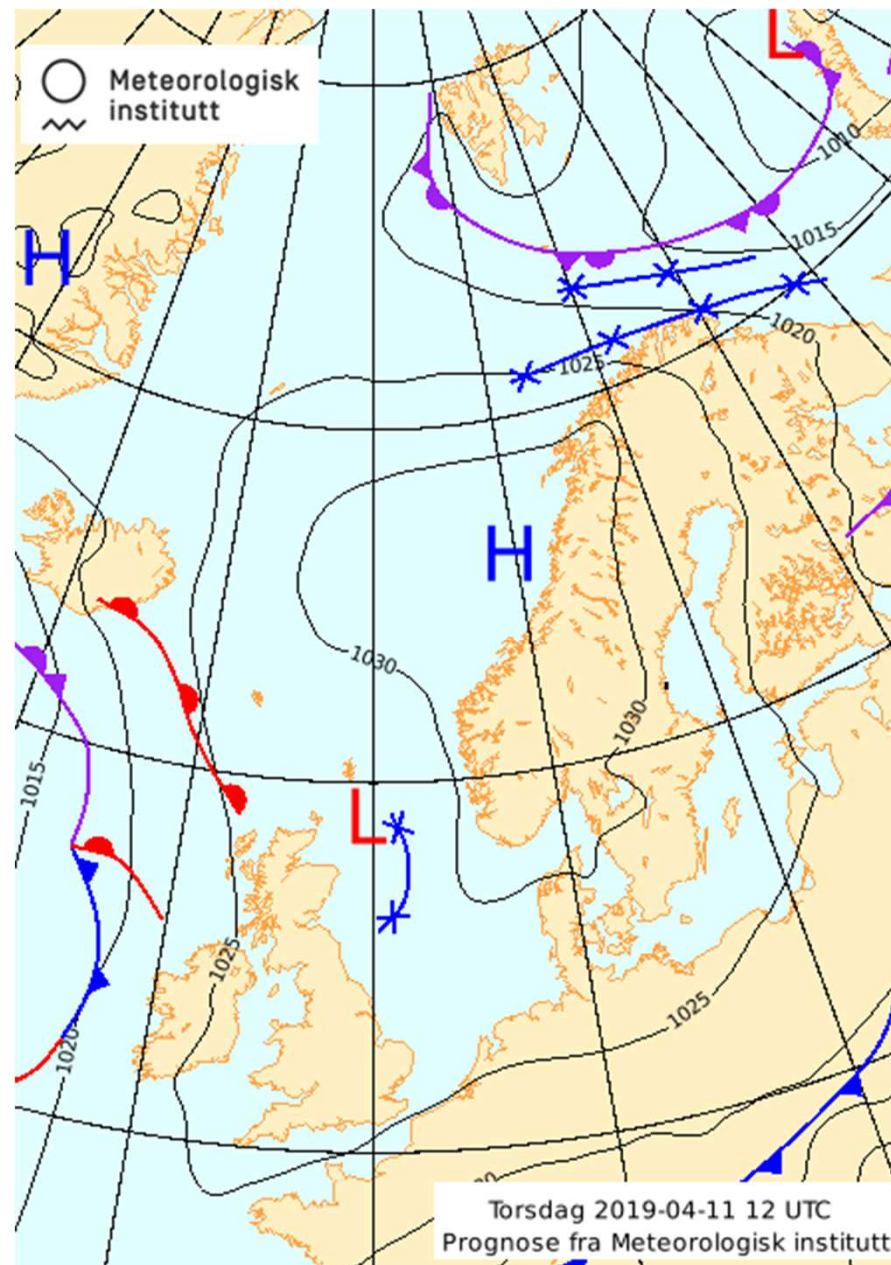 Meteorologisk
institutt
L
1010
H
1015
1020
1025
H
1030
1030
1015
L
1025
1025
1020
Torsdag 2019-04-11 12 UTC
Prognose fra Meteorologisk institutt